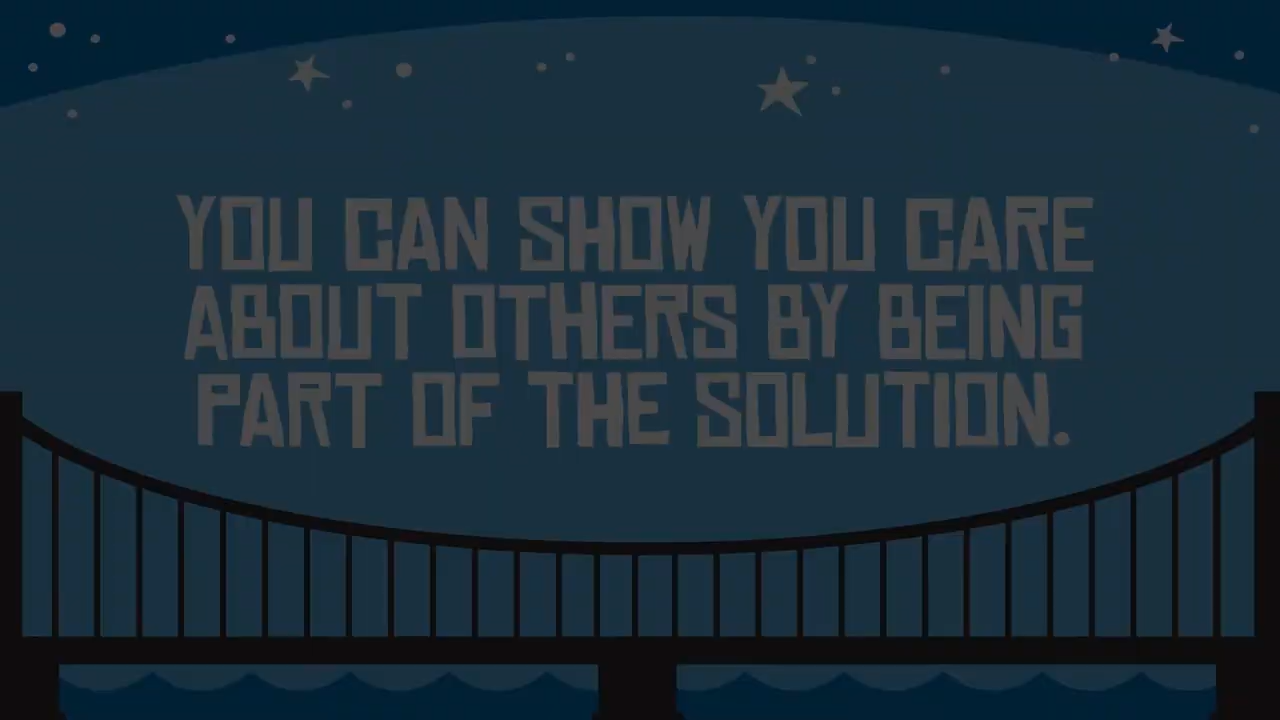 YOU CAN SHOW YOU CARE
ABOUT OTHERS BY BEING
PART OF THE SOLUTION.